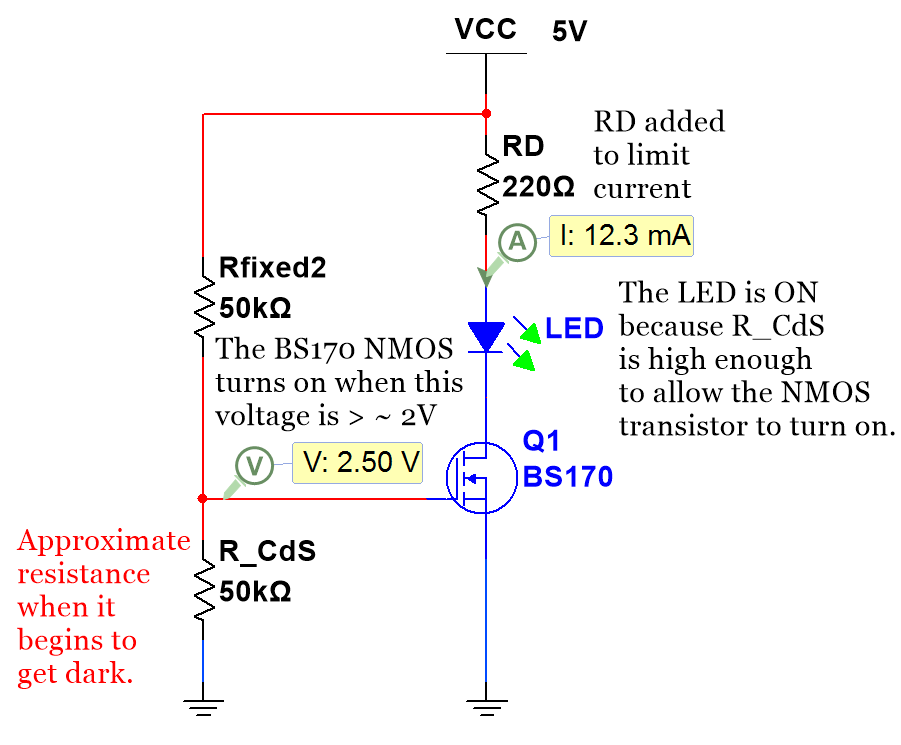 VCC 5V
RD
220Ω
RD added
to limit
current
A
I: 12.3 mA
Rfixed2
50kΩ
The LED is ON
because R_CdS
is high enough
to allow the NMOS
transistor to turn on.
LED
The BS170 NMOS
turns on when this
voltage is > ~ 2V
V
V: 2.50 V
Q1
BS170
Approximate
resistance
when it
begins to
get dark.
R_CdS
50kΩ